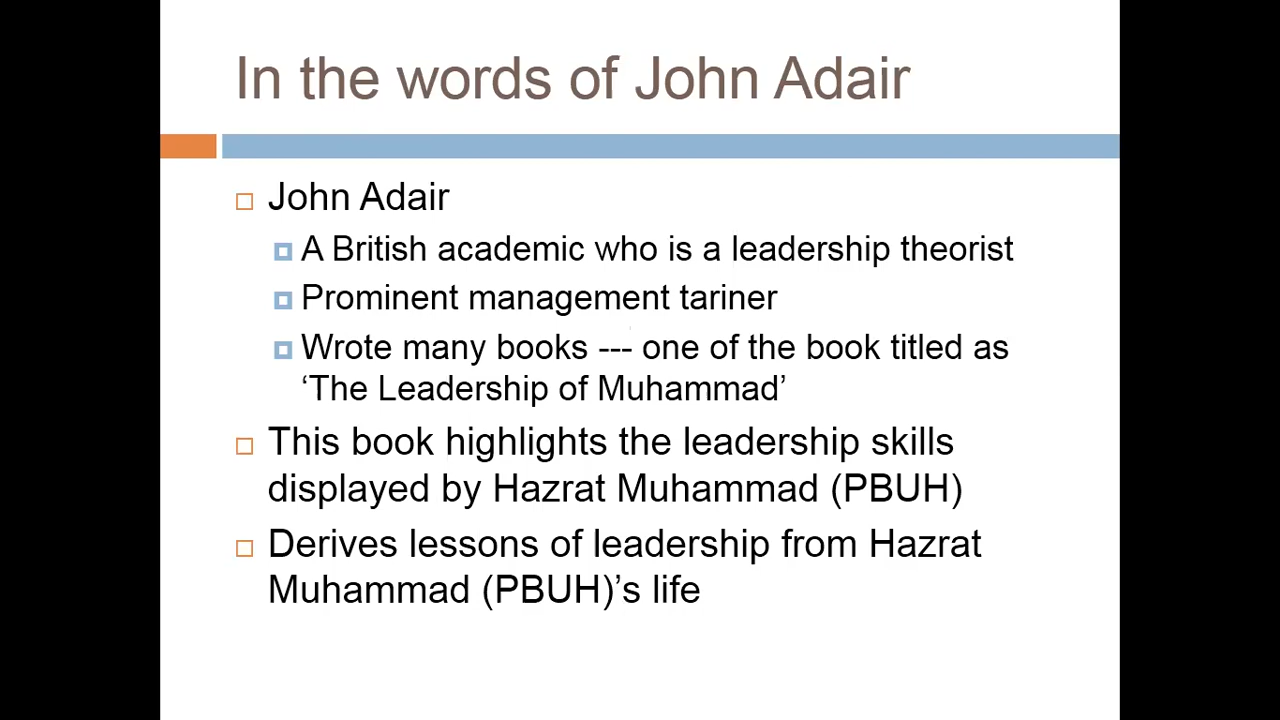 In the words of John Adair
John Adair
A British academic who is a leadership theorist
Prominent management tariner
Wrote many books --- one of the book titled as
‘The Leadership of Muhammad’
This book highlights the leadership skills
displayed by Hazrat Muhammad (PBUH)
Derives lessons of leadership from Hazrat
Muhammad (PBUH)’s life